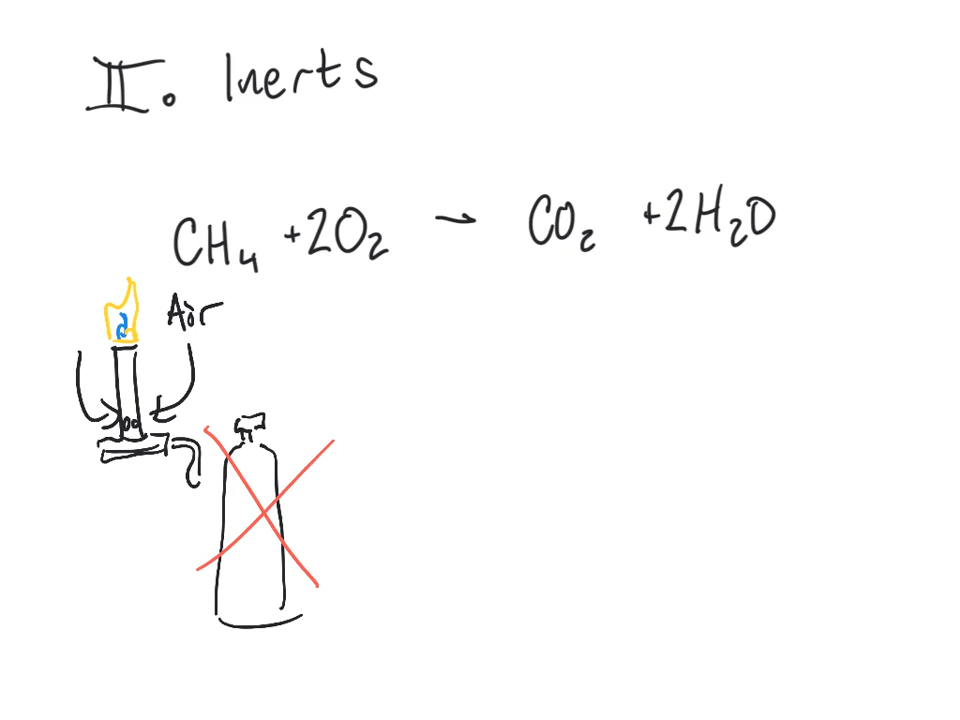 II. Inerts
CH₄ +2O₂ → CO₂ +2H₂O
Air